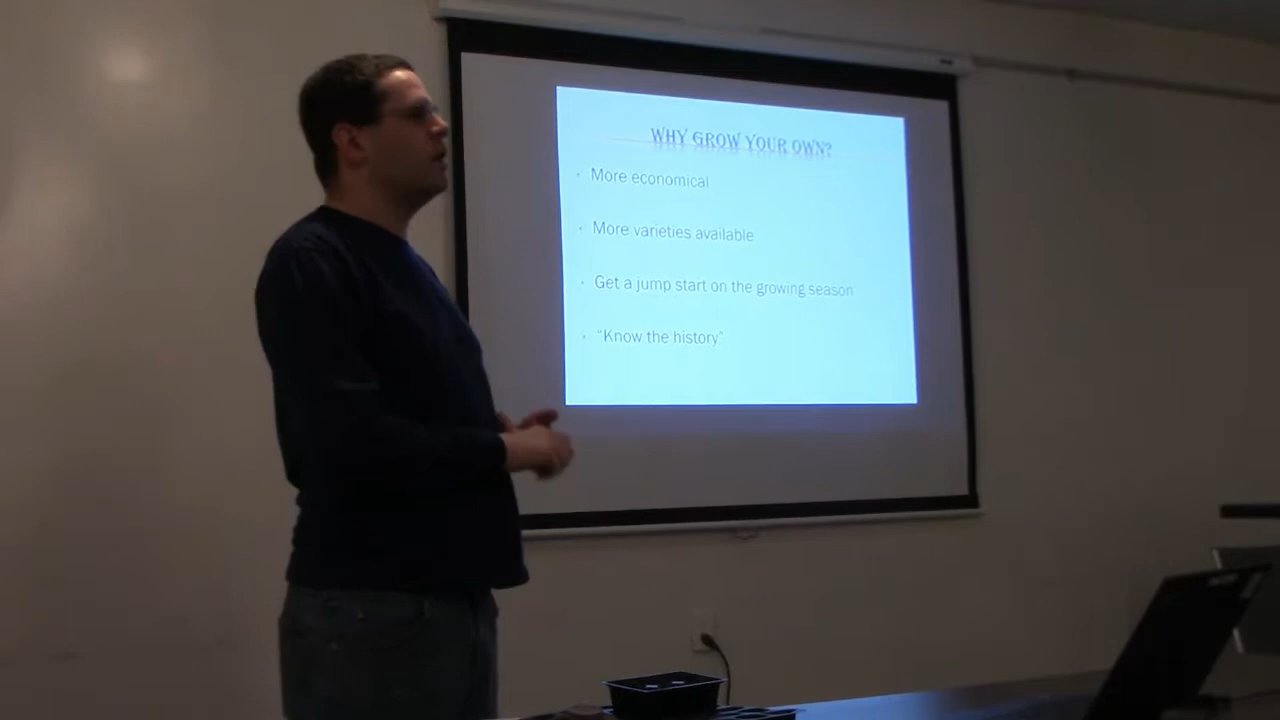 WHY GROW YOUR OWN?
· More economical
· More varieties available
· Get a jump start on the growing season
· “Know the history”